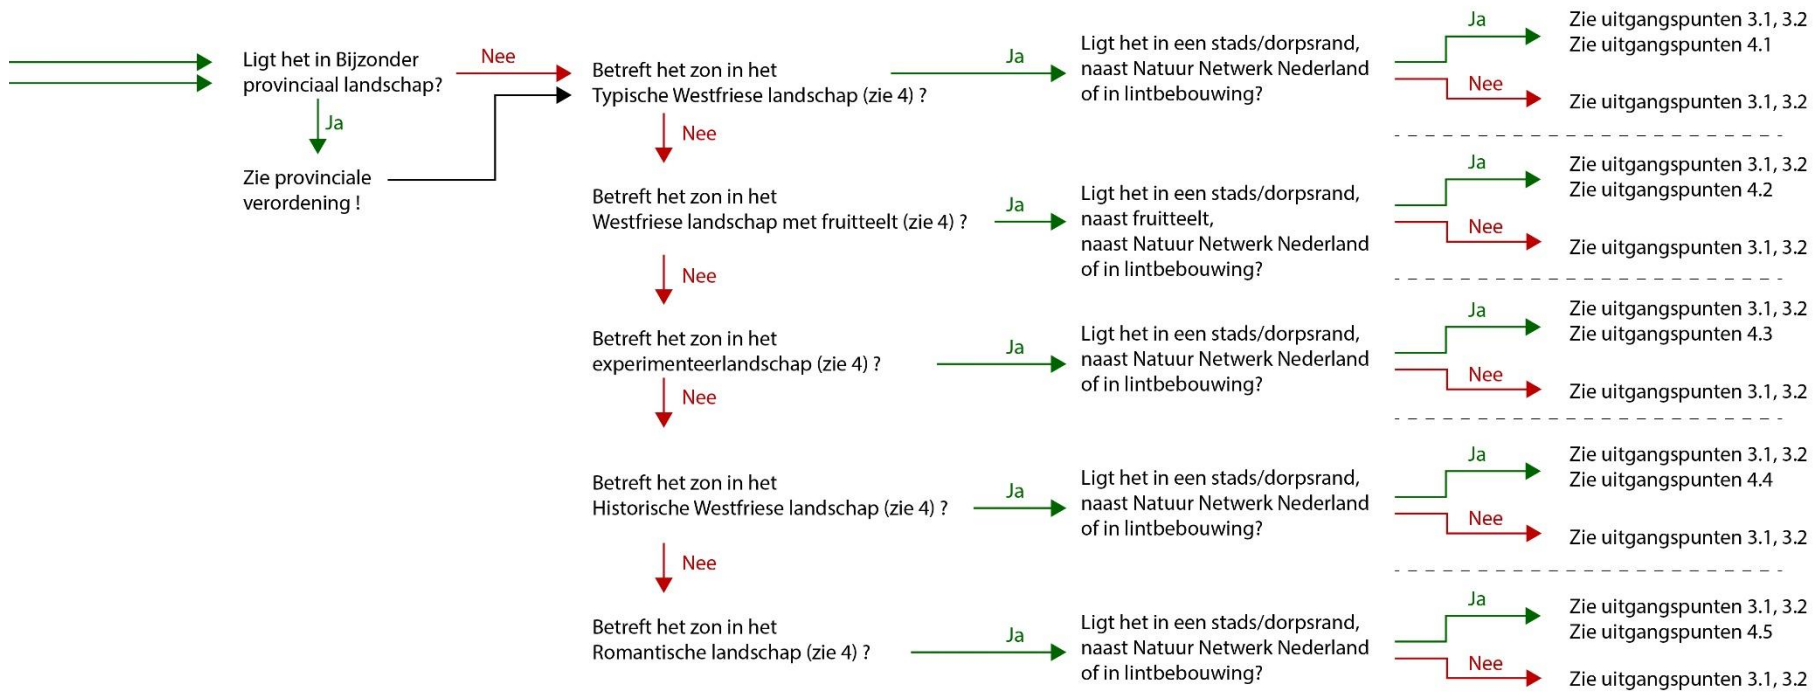 Ligt het in Bijzonder
provinciaal landschap?
Nee
Ja
Zie provinciale
verordening !
Betreft het zon in het
Typische Westfriese landschap (zie 4) ?
Ja
Nee
Ligt het in een stads/dorpsrand,
naast Natuur Netwerk Nederland
of in lintbebouwing?
Ja
Zie uitgangspunten 3.1, 3.2
Zie uitgangspunten 4.1
Nee
Zie uitgangspunten 3.1, 3.2
Betreft het zon in het
Westfriese landschap met fruitteelt (zie 4) ?
Ja
Nee
Ligt het in een stads/dorpsrand,
naast fruitteelt,
naast Natuur Netwerk Nederland
of in lintbebouwing?
Ja
Zie uitgangspunten 3.1, 3.2
Zie uitgangspunten 4.2
Nee
Zie uitgangspunten 3.1, 3.2
Betreft het zon in het
experimenteerlandschap (zie 4) ?
Ja
Nee
Ligt het in een stads/dorpsrand,
naast Natuur Netwerk Nederland
of in lintbebouwing?
Ja
Zie uitgangspunten 3.1, 3.2
Zie uitgangspunten 4.3
Nee
Zie uitgangspunten 3.1, 3.2
Betreft het zon in het
Historische Westfriese landschap (zie 4) ?
Ja
Nee
Ligt het in een stads/dorpsrand,
naast Natuur Netwerk Nederland
of in lintbebouwing?
Ja
Zie uitgangspunten 3.1, 3.2
Zie uitgangspunten 4.4
Nee
Zie uitgangspunten 3.1, 3.2
Betreft het zon in het
Romantische landschap (zie 4) ?
Ja
Ligt het in een stads/dorpsrand,
naast Natuur Netwerk Nederland
of in lintbebouwing?
Ja
Zie uitgangspunten 3.1, 3.2
Zie uitgangspunten 4.5
Nee
Zie uitgangspunten 3.1, 3.2